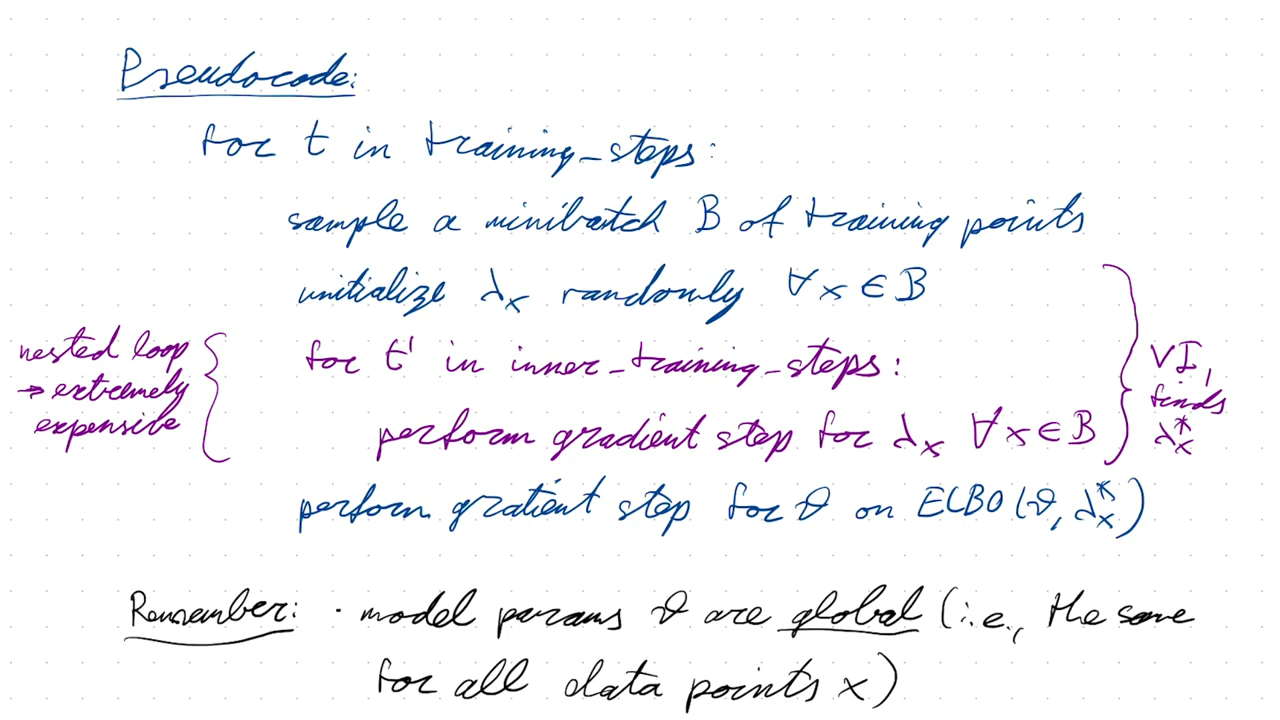 Pseudocode:
for t in training_steps:
sample a minibatch B of training points
initialize λₓ randomly ∀ x ∈ B
nested loop
→ extremely
expensive
for t' in inner_training_steps:
perform gradient step for λₓ ∀ x ∈ B
VI,
finds
λₓ*
perform gradient step for ϑ on ELBO(ϑ, λₓ*)
Remember: · model params ϑ are global (i.e., the same
for all data points x)